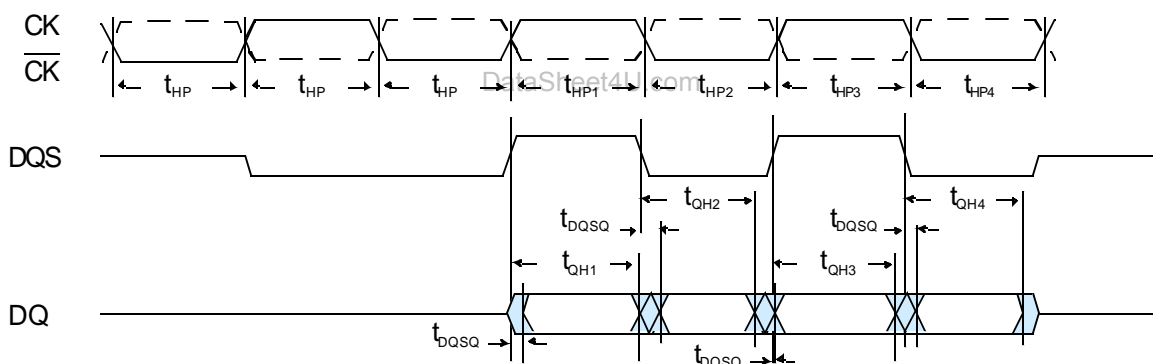 CK
CK
DataSheet4U.com
tHP tHP tHP tHP1 tHP2 tHP3 tHP4
DQS
tQH2 tQH4
tDQSQ tDQSQ
tQH1 tQH3
DQ
tDQSQ tDQSQ